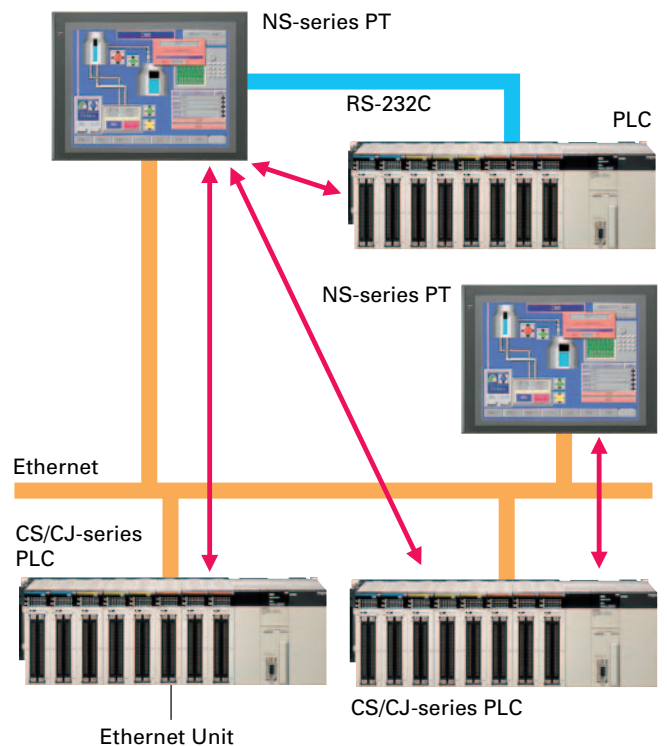 NS-series PT
RS-232C
PLC
NS-series PT
Ethernet
CS/CJ-series
PLC
CS/CJ-series PLC
Ethernet Unit